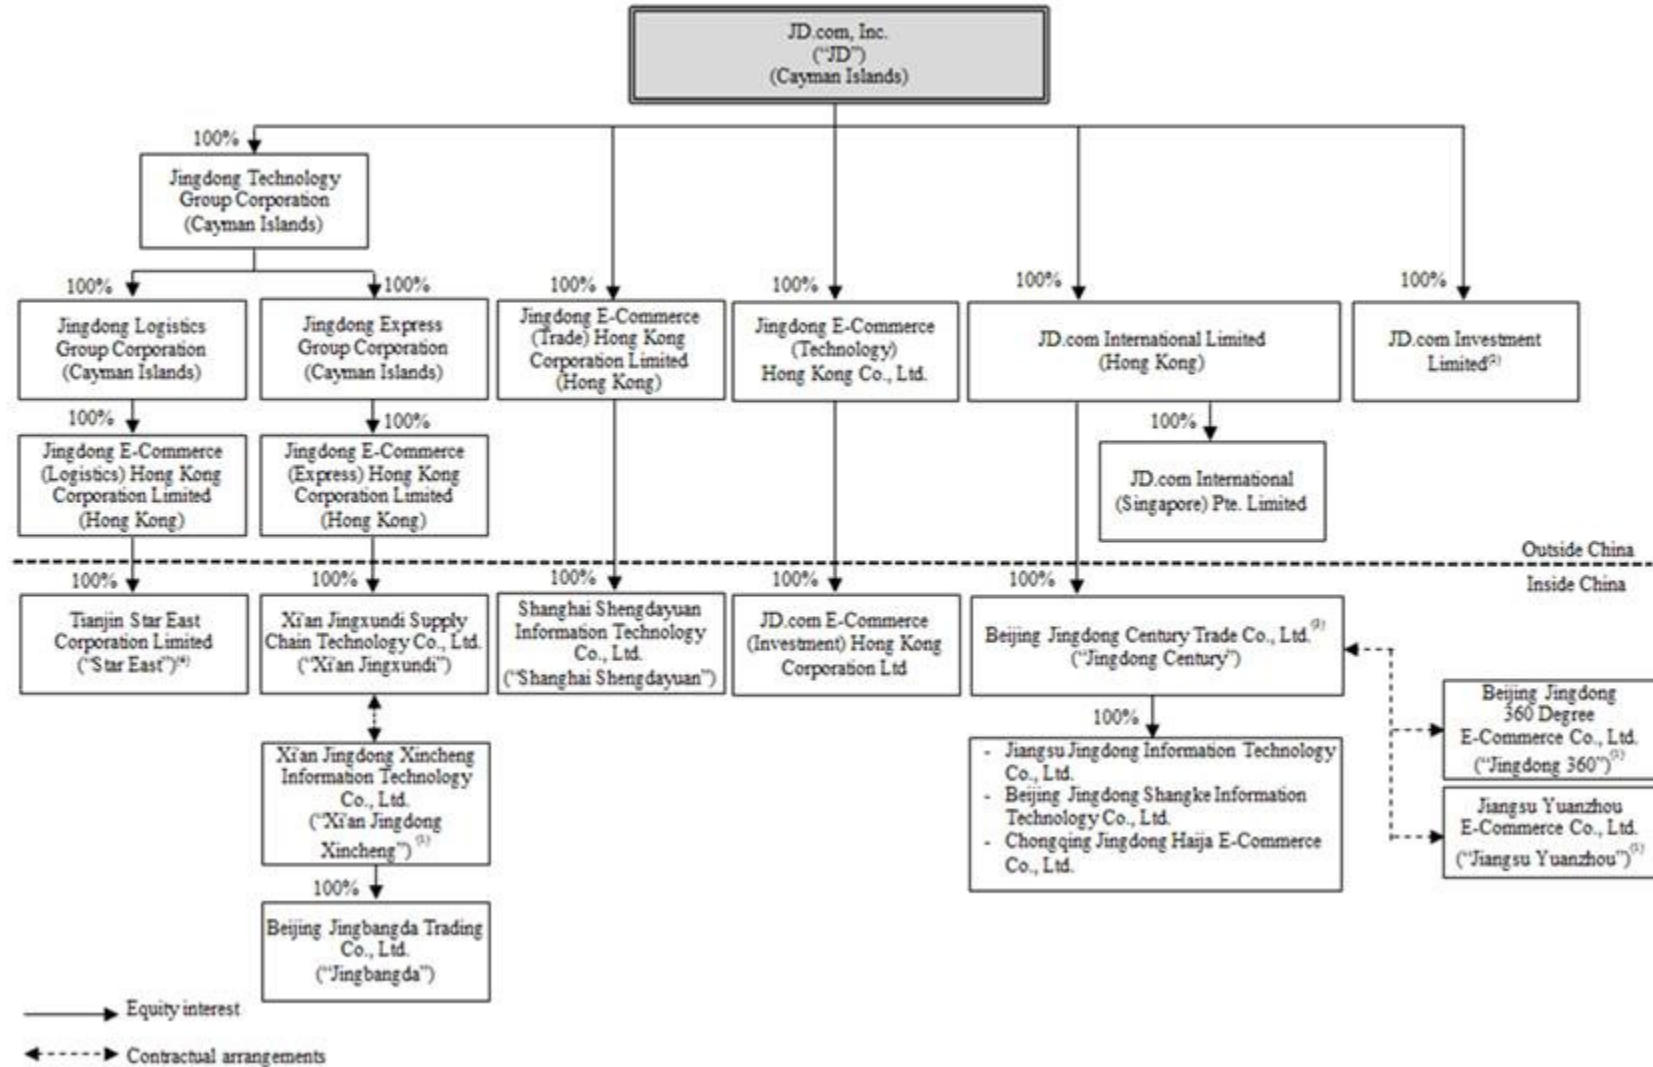 JD.com, Inc.
("JD")
(Cayman Islands)
100%
Jingdong Technology
Group Corporation
(Cayman Islands)
100%
100%
100%
100%
100%
100%
Jingdong Logistics
Group Corporation
(Cayman Islands)
Jingdong Express
Group Corporation
(Cayman Islands)
Jingdong E-Commerce
(Trade) Hong Kong
Corporation Limited
(Hong Kong)
Jingdong E-Commerce
(Technology)
Hong Kong Co., Ltd.
JD.com International Limited
(Hong Kong)
JD.com Investment
Limited(2)
100%
100%
100%
Jingdong E-Commerce
(Logistics) Hong Kong
Corporation Limited
(Hong Kong)
Jingdong E-Commerce
(Express) Hong Kong
Corporation Limited
(Hong Kong)
JD.com International
(Singapore) Pte. Limited
Outside China
Inside China
100%
100%
100%
100%
100%
Tianjin Star East
Corporation Limited
("Star East")(4)
Xi'an Jingxundi Supply
Chain Technology Co., Ltd.
("Xi'an Jingxundi")
Shanghai Shengdayuan
Information Technology
Co., Ltd.
("Shanghai Shengdayuan")
JD.com E-Commerce
(Investment) Hong Kong
Corporation Ltd
Beijing Jingdong Century Trade Co., Ltd.
("Jingdong Century")
100%
Beijing Jingdong
360 Degree
E-Commerce Co., Ltd.
("Jingdong 360")(1)
Jiangsu Yuanzhou
E-Commerce Co., Ltd.
("Jiangsu Yuanzhou")(1)
Xi'an Jingdong Xincheng
Information Technology
Co., Ltd.
("Xi'an Jingdong
Xincheng") (1)
- Jiangsu Jingdong Information Technology
Co., Ltd.
- Beijing Jingdong Shangke Information
Technology Co., Ltd.
- Chongqing Jingdong Haija E-Commerce
Co., Ltd.
100%
Beijing Jingbangda Trading
Co., Ltd.
("Jingbangda")
Equity interest
Contractual arrangements